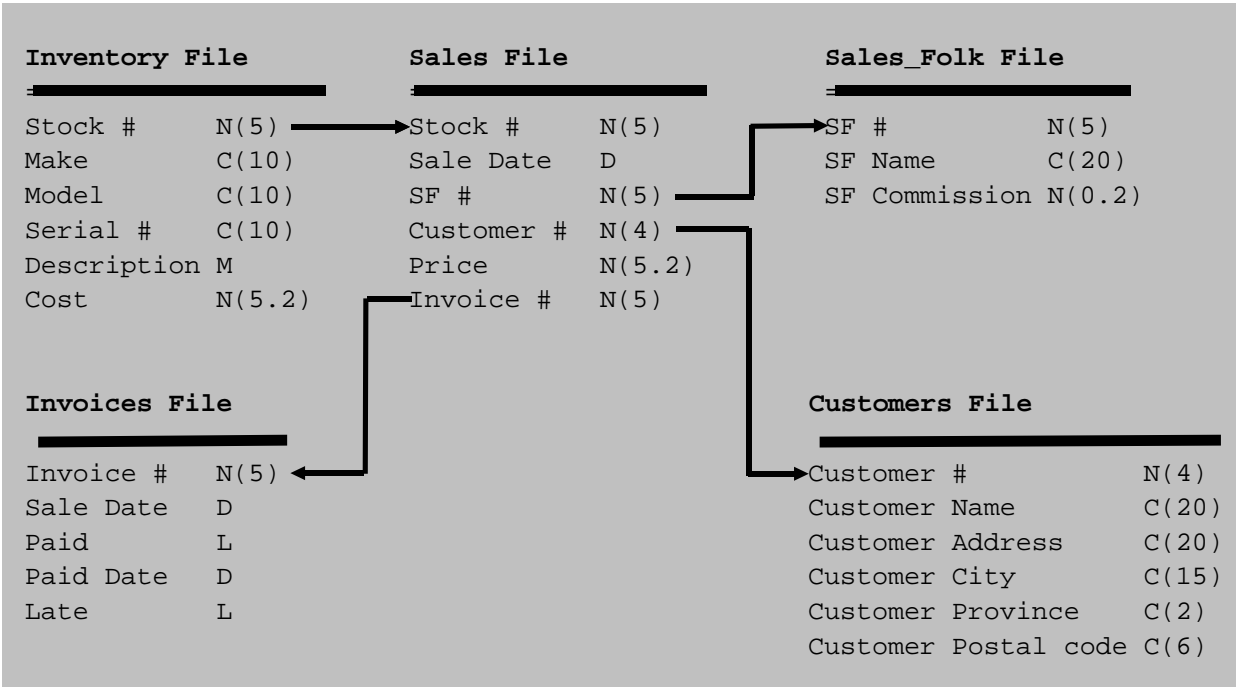 Inventory File
Stock # N(5)
Make C(10)
Model C(10)
Serial # C(10)
Description M
Cost N(5.2)
Sales File
Stock # N(5)
Sale Date D
SF # N(5)
Customer # N(4)
Price N(5.2)
Invoice # N(5)
Sales_Folk File
SF # N(5)
SF Name C(20)
SF Commission N(0.2)
Invoices File
Invoice # N(5)
Sale Date D
Paid L
Paid Date D
Late L
Customers File
Customer # N(4)
Customer Name C(20)
Customer Address C(20)
Customer City C(15)
Customer Province C(2)
Customer Postal code C(6)